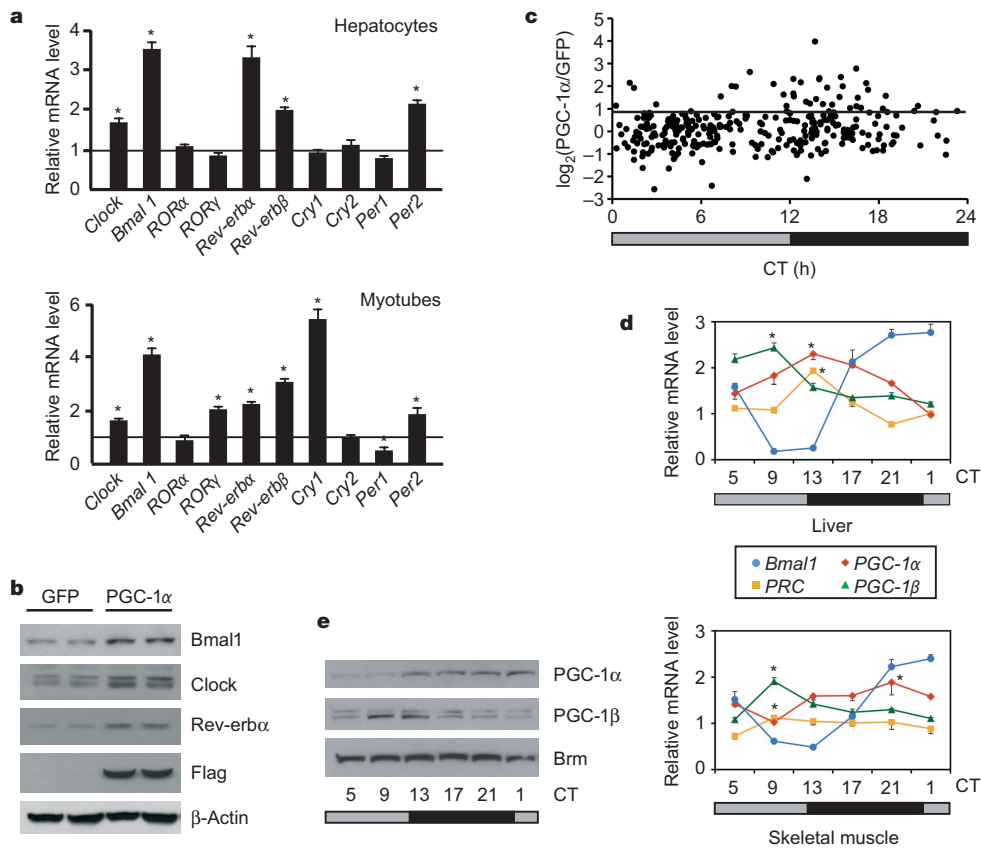 a
Hepatocytes
Relative mRNA level
4
3
2
1
0
* * * * *
Clock Bmal 1 RORα RORγ Rev-erbα Rev-erbβ Cry1 Cry2 Per1 Per2
Myotubes
Relative mRNA level
6
4
2
0
* * * * * * * *
Clock Bmal 1 RORα RORγ Rev-erbα Rev-erbβ Cry1 Cry2 Per1 Per2
b
GFP PGC-1α
Bmal1
Clock
Rev-erbα
Flag
β-Actin
c
log2(PGC-1α/GFP)
5
4
3
2
1
0
–1
–2
–3
0 6 12 18 24
CT (h)
d
Relative mRNA level
3
2
1
0
* * *
5 9 13 17 21 1 CT
Liver
Bmal1 PGC-1α
PRC PGC-1β
Relative mRNA level
3
2
1
0
* * *
5 9 13 17 21 1 CT
Skeletal muscle
e
PGC-1α
PGC-1β
Brm
5 9 13 17 21 1 CT